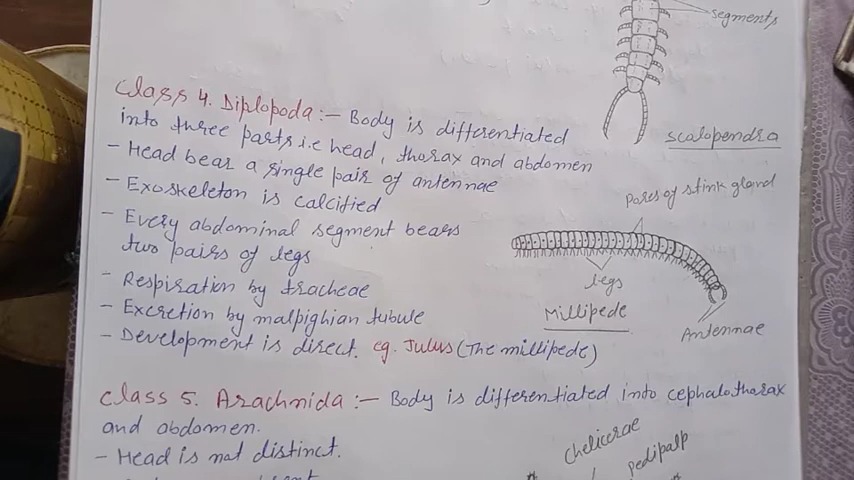 segments
Class 4. Diplopoda :- Body is differentiated
into three parts i.e head, thorax and abdomen
scalopendra
- Head bear a single pair of antennae
- Exoskeleton is calcified
Pores of stink gland
- Every abdominal segment bears
two pairs of legs
legs
- Respiration by tracheae
- Excretion by malpighian tubule
Millipede
Antennae
- Development is direct. eg. Julus (The millipede)
Class 5. Arachnida :- Body is differentiated into cephalothorax
and abdomen.
Chelicerae
- Head is not distinct.
pedipalp